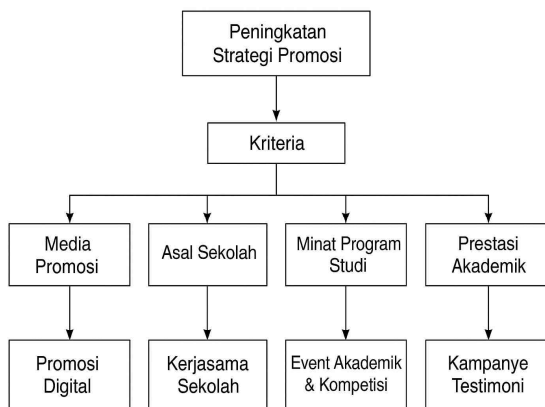 Peningkatan
Strategi Promosi
Kriteria
Media
Promosi
Asal Sekolah
Minat Program
Studi
Prestasi
Akademik
Promosi
Digital
Kerjasama
Sekolah
Event Akademik
& Kompetisi
Kampanye
Testimoni